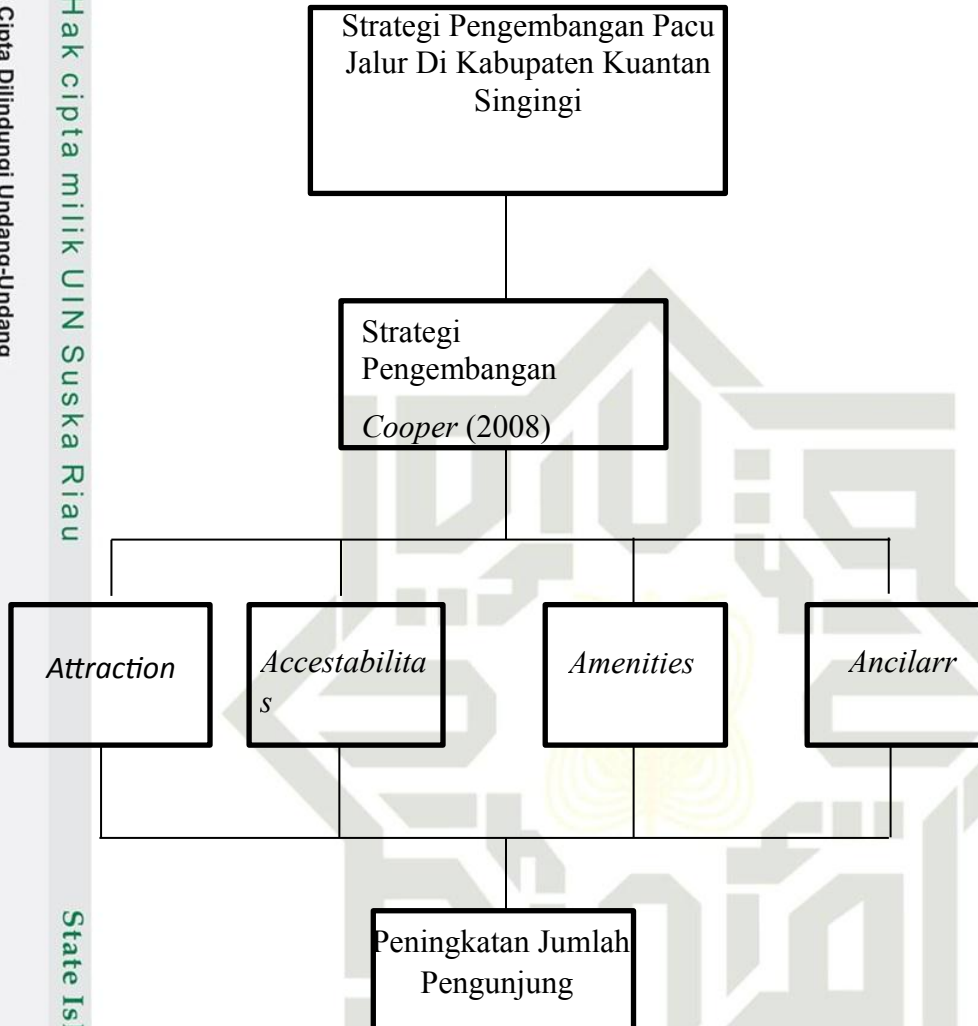 Strategi Pengembangan Pacu
Jalur Di Kabupaten Kuantan
Singingi
Strategi
Pengembangan
Cooper (2008)
Attraction
Accestabilita
s
Amenities
Ancilarr
Peningkatan Jumlah
Pengunjung
Hak cipta milik UIN Suska Riau
Cipta Dilindungi Undang-Undang
State Isl